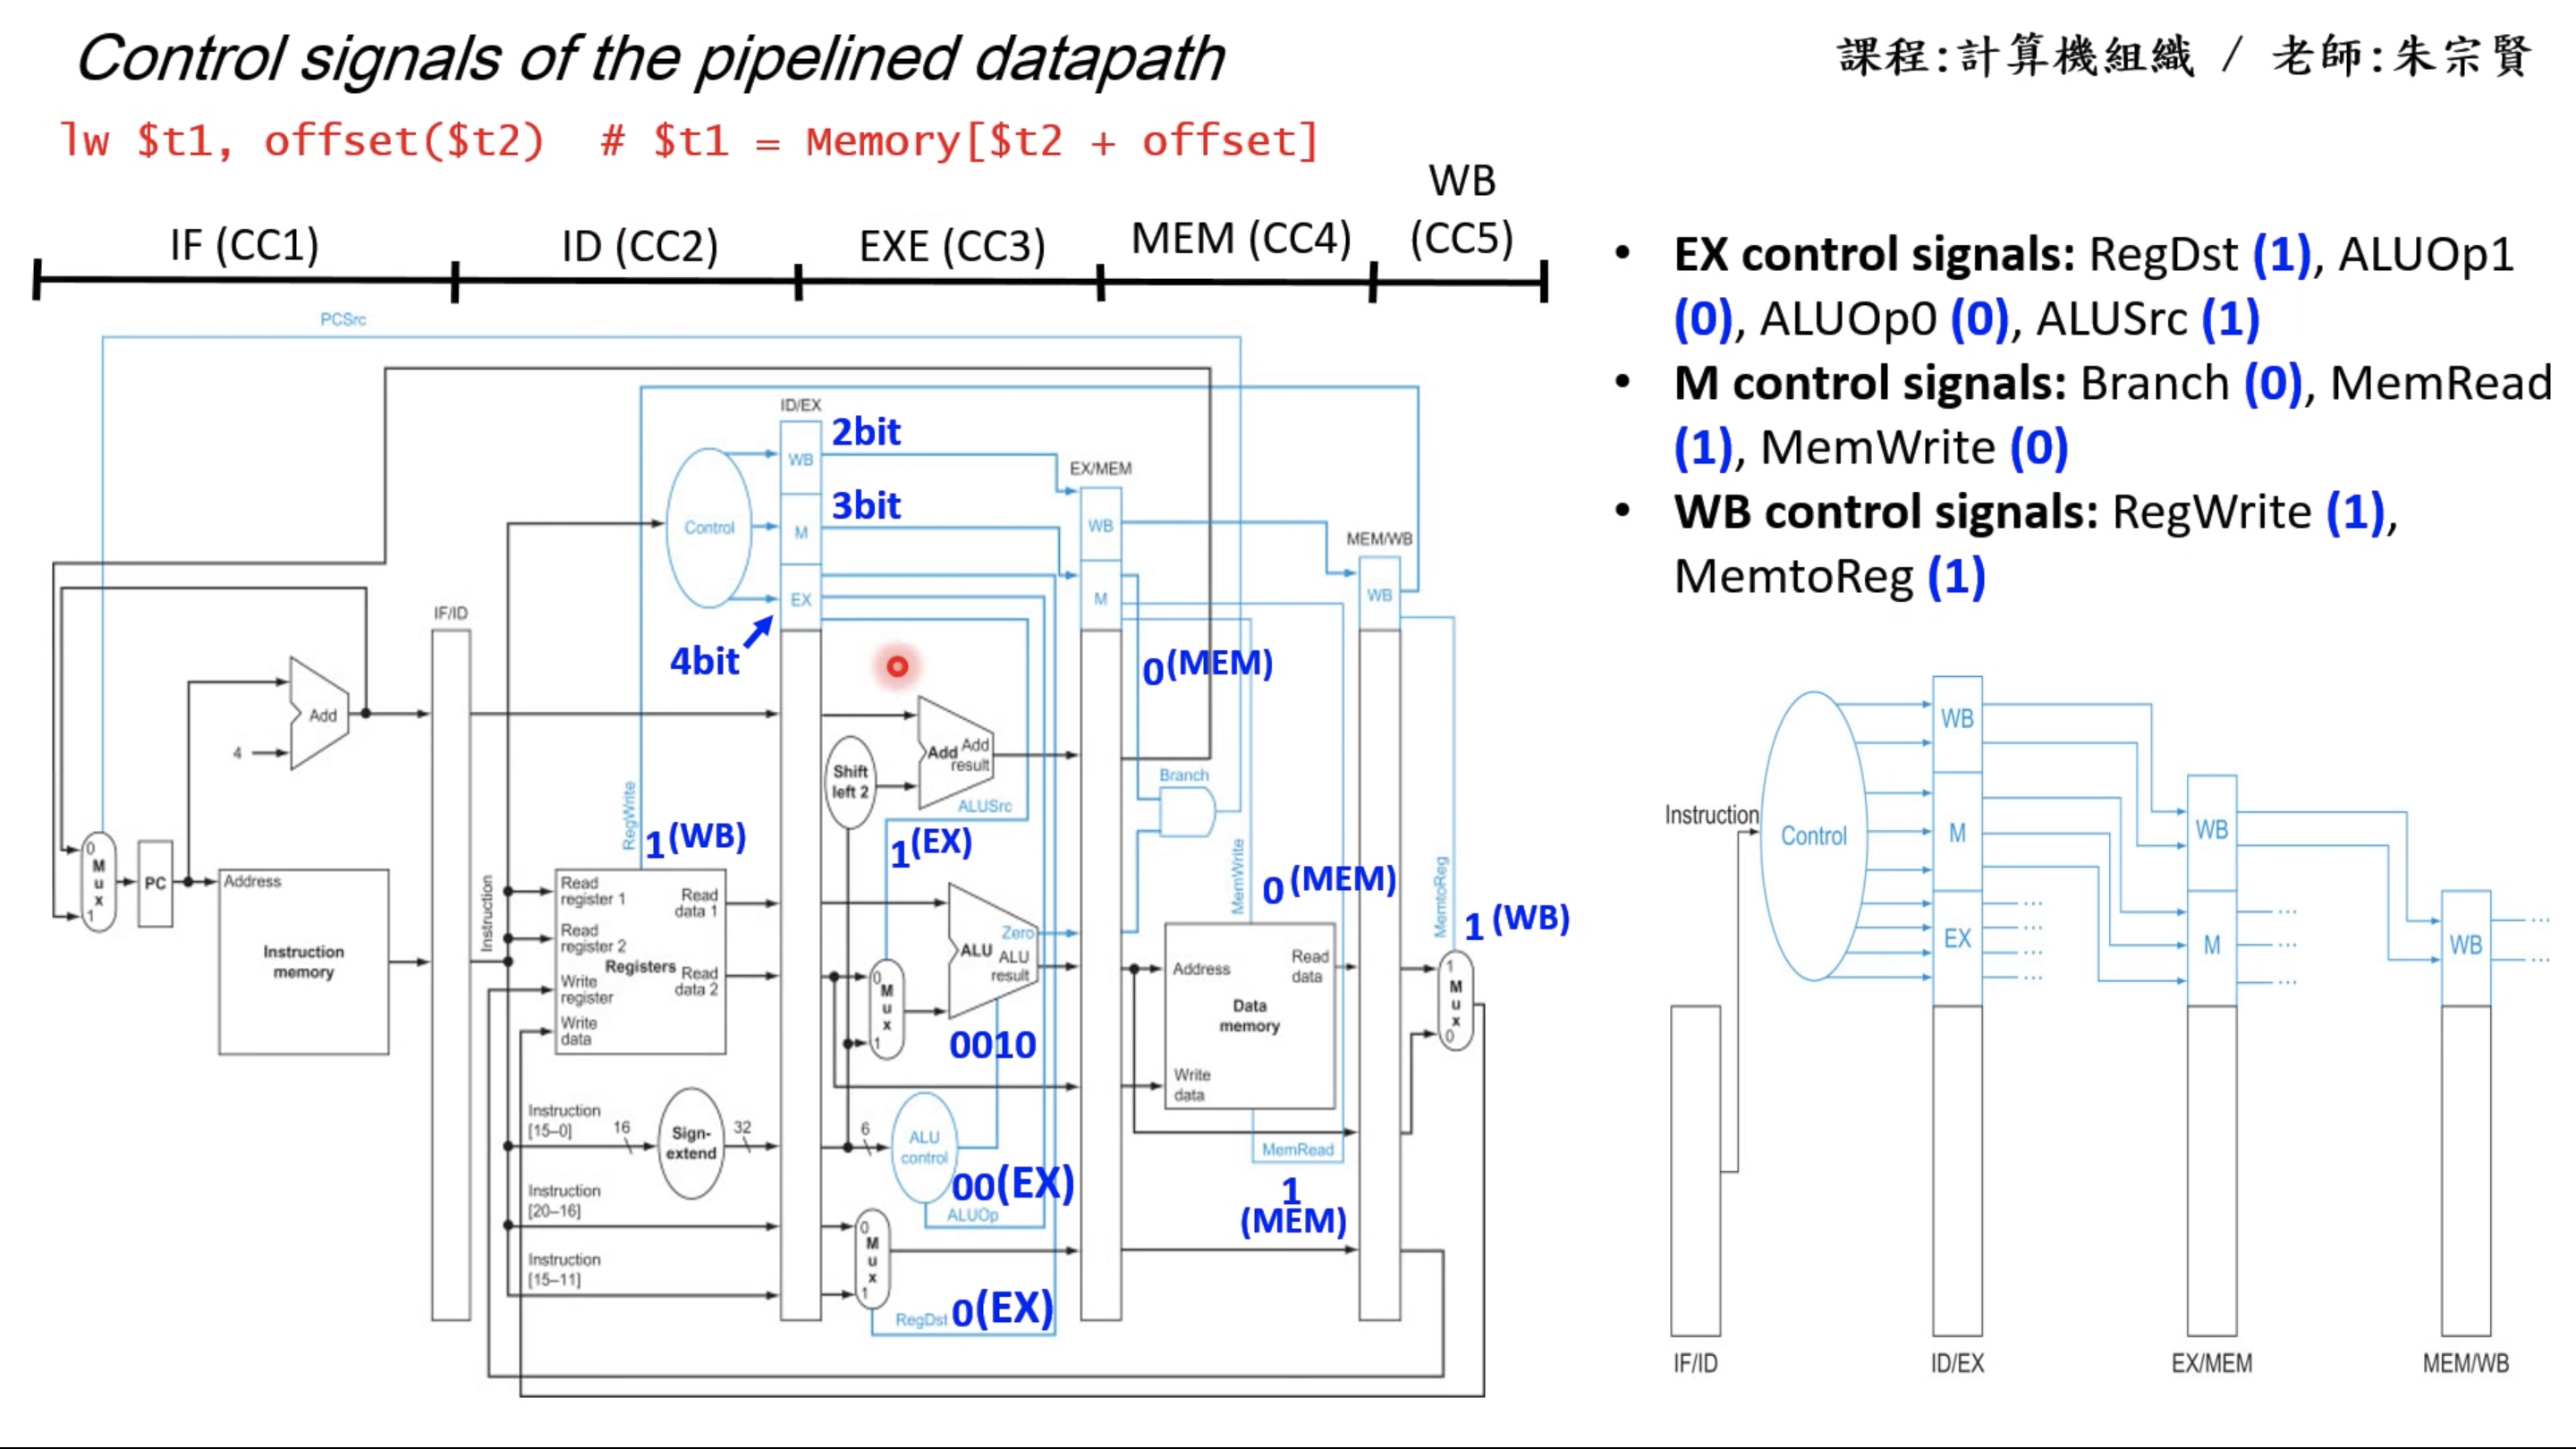 Control signals of the pipelined datapath
課程:計算機組織 / 老師:朱宗賢
lw $t1, offset($t2)  # $t1 = Memory[$t2 + offset]
IF (CC1)
ID (CC2)
EXE (CC3)
MEM (CC4)
WB
(CC5)
• EX control signals: RegDst (1), ALUOp1
(0), ALUOp0 (0), ALUSrc (1)
• M control signals: Branch (0), MemRead
(1), MemWrite (0)
• WB control signals: RegWrite (1),
MemtoReg (1)
PCSrc
ID/EX
2bit
WB
3bit
Control
M
EX
4bit
EX/MEM
WB
M
MEM/WB
WB
IF/ID
0(MEM)
Add
4
Shift
left 2
Add
Add
result
ALUSrc
Branch
RegWrite
1(WB)
1(EX)
MemWrite
0 (MEM)
MemtoReg
1 (WB)
0
M
u
x
1
PC
Address
Instruction
memory
Instruction
Read
register 1
Read
register 2
Write
register
Write
data
Registers
Read
data 1
Read
data 2
0
M
u
x
1
Zero
ALU
ALU
result
0010
Address
Read
data
Data
memory
Write
data
1
M
u
x
0
Instruction
[15–0]
16
Sign-
extend
32
6
ALU
control
00(EX)
ALUOp
MemRead
1
(MEM)
Instruction
[20–16]
Instruction
[15–11]
0
M
u
x
1
RegDst
0(EX)
Instruction
Control
WB
M
EX
WB
M
WB
...
...
...
...
...
...
...
...
...
IF/ID
ID/EX
EX/MEM
MEM/WB